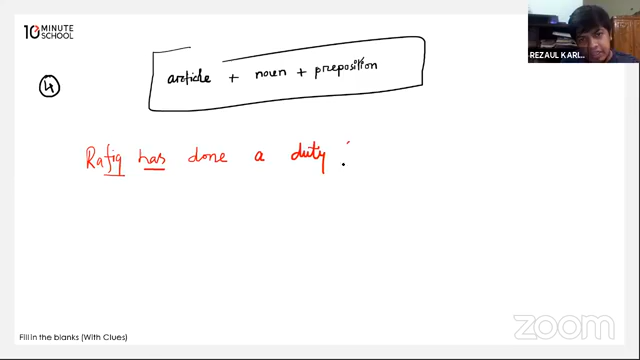 10 MINUTE SCHOOL
REZAUL KARI...
4
article + noun + preposition
Rafiq has done a duty
Fill in the blanks (With Clues)
zoom